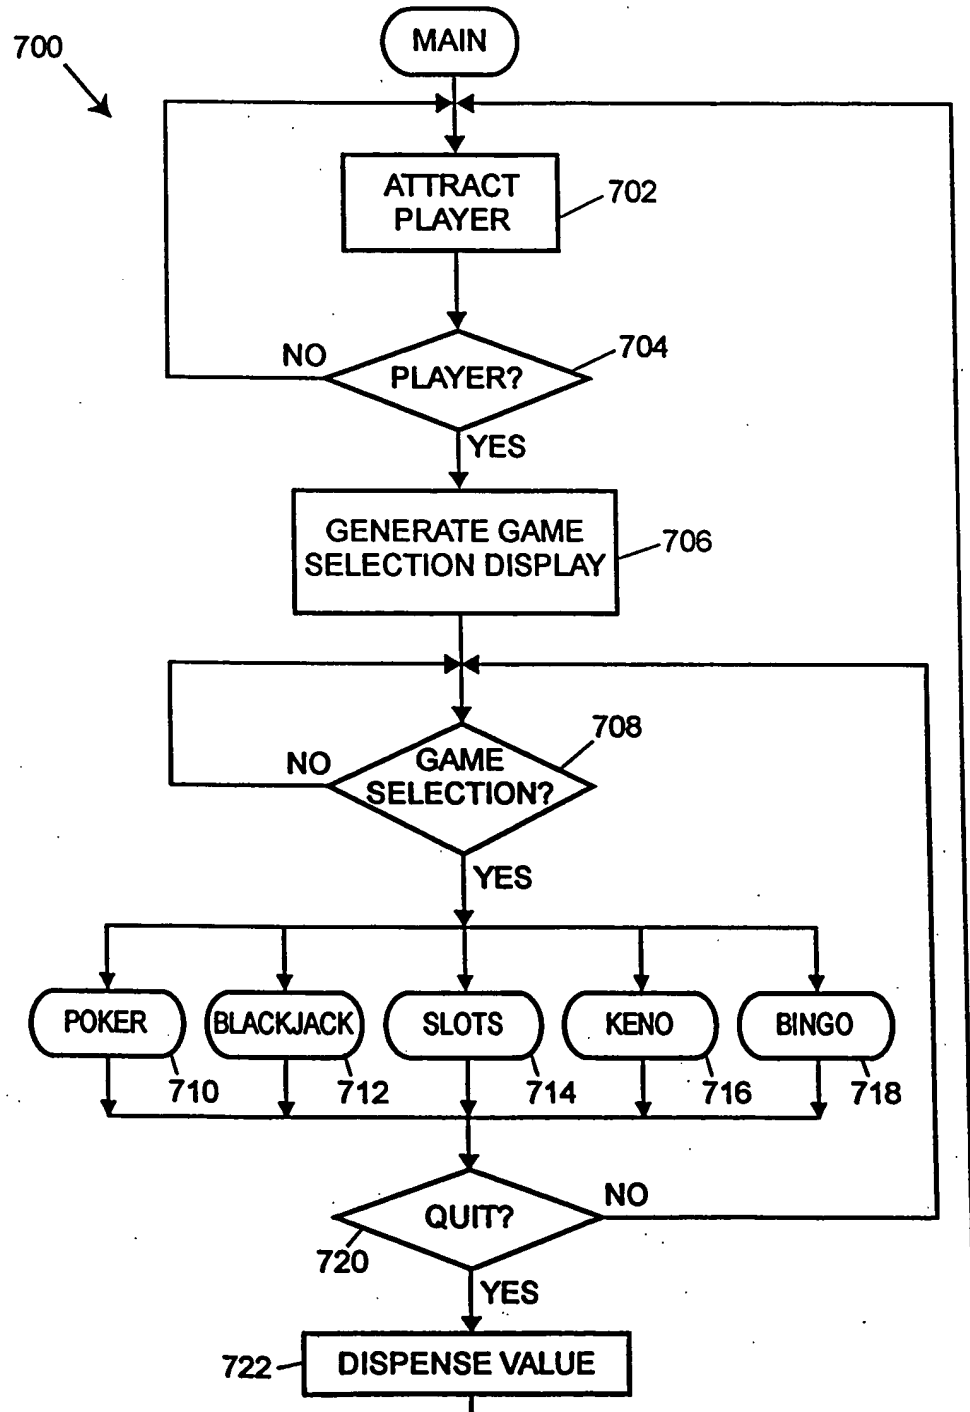 MAIN
700
ATTRACT
PLAYER
702
NO
PLAYER?
704
YES
GENERATE GAME
SELECTION DISPLAY
706
NO
GAME
SELECTION?
708
YES
POKER
BLACKJACK
SLOTS
KENO
BINGO
710
712
714
716
718
QUIT?
NO
720
YES
722
DISPENSE VALUE